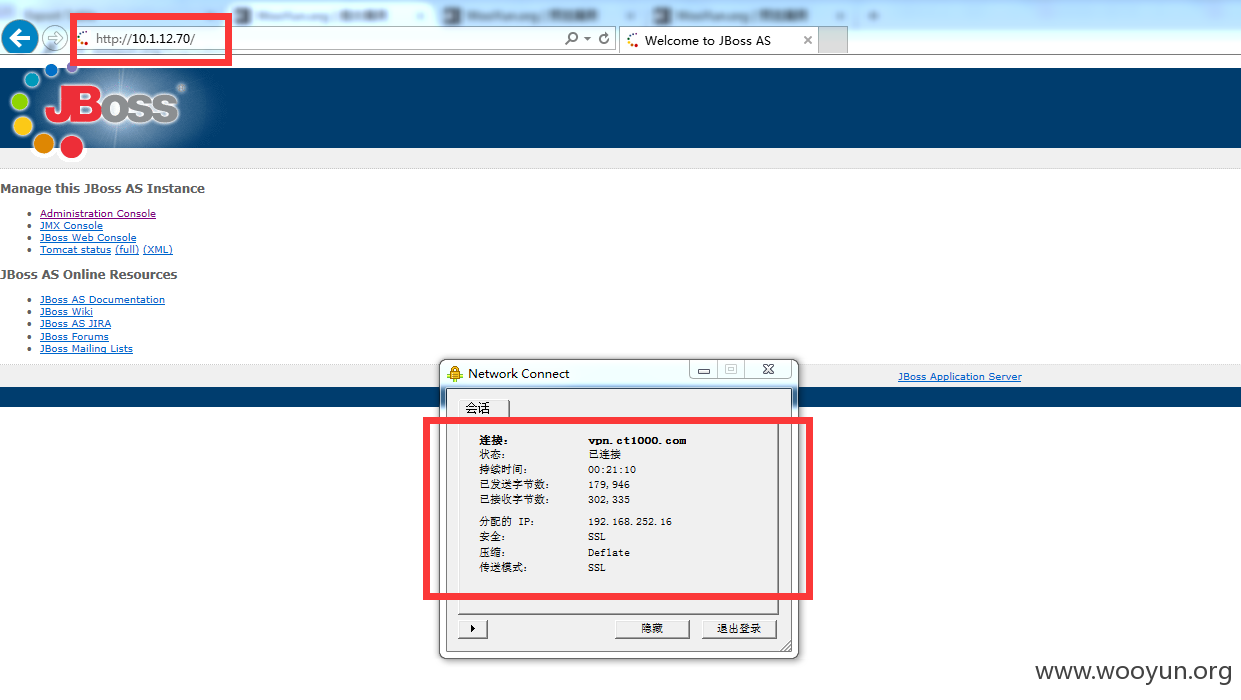 http://10.1.12.70/
Welcome to JBoss AS
JBoss
Manage this JBoss AS Instance
Administration Console
JMX Console
JBoss Web Console
Tomcat status (full) (XML)
JBoss AS Online Resources
JBoss AS Documentation
JBoss Wiki
JBoss AS JIRA
JBoss Forums
JBoss Mailing Lists
JBoss Application Server
Network Connect
会话
连接: vpn.ct1000.com
状态: 已连接
持续时间: 00:21:10
已发送字节数: 179,946
已接收字节数: 302,335
分配的 IP: 192.168.252.16
安全: SSL
压缩: Deflate
传送模式: SSL
隐藏 退出登录
www.wooyun.org